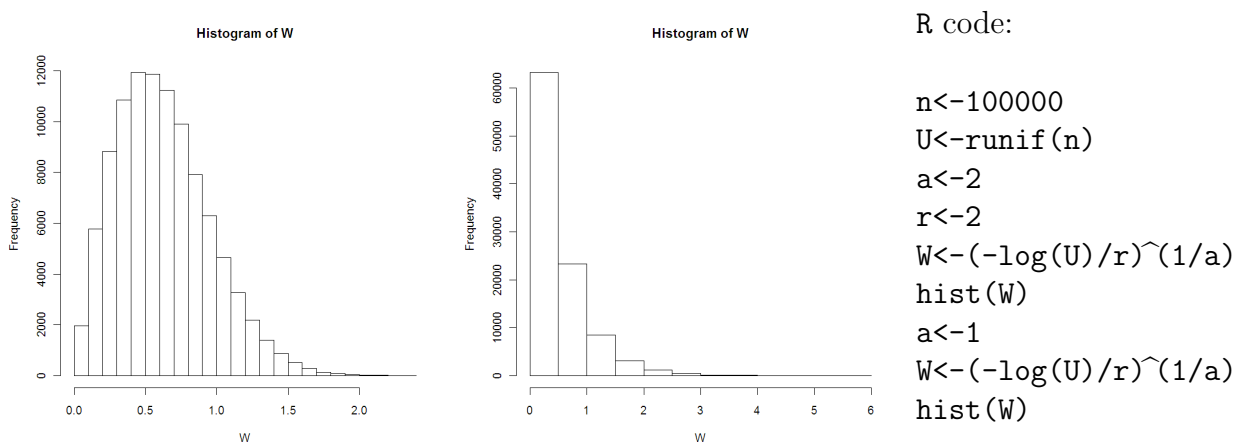 Histogram of W
Frequency
12000
10000
8000
6000
4000
2000
0
0.0 0.5 1.0 1.5 2.0
W
Histogram of W
Frequency
60000
50000
40000
30000
20000
10000
0
0 1 2 3 4 5 6
W
R code:
n<-100000
U<-runif(n)
a<-2
r<-2
W<-(-log(U)/r)^(1/a)
hist(W)
a<-1
W<-(-log(U)/r)^(1/a)
hist(W)